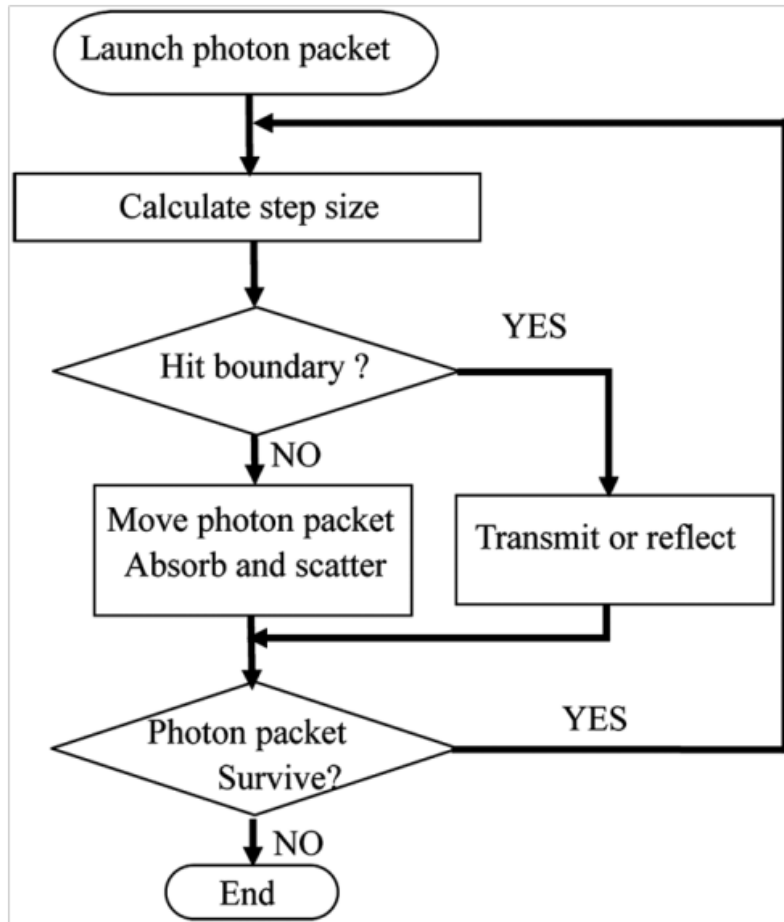 Launch photon packet
Calculate step size
YES
Hit boundary ?
NO
Move photon packet
Absorb and scatter
Transmit or reflect
YES
Photon packet
Survive?
NO
End